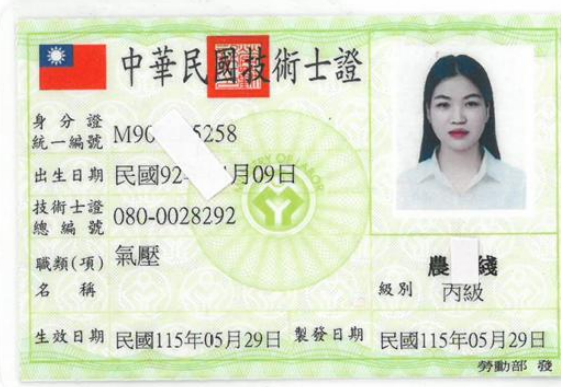 中華民國技術士證
身分證統一編號 M90 5258
出生日期 民國92 月09日
技術士證總編號 080-0028292
職類(項)名稱 氣壓
農 綫
級別 丙級
生效日期 民國115年05月29日 製發日期 民國115年05月29日
勞動部 發